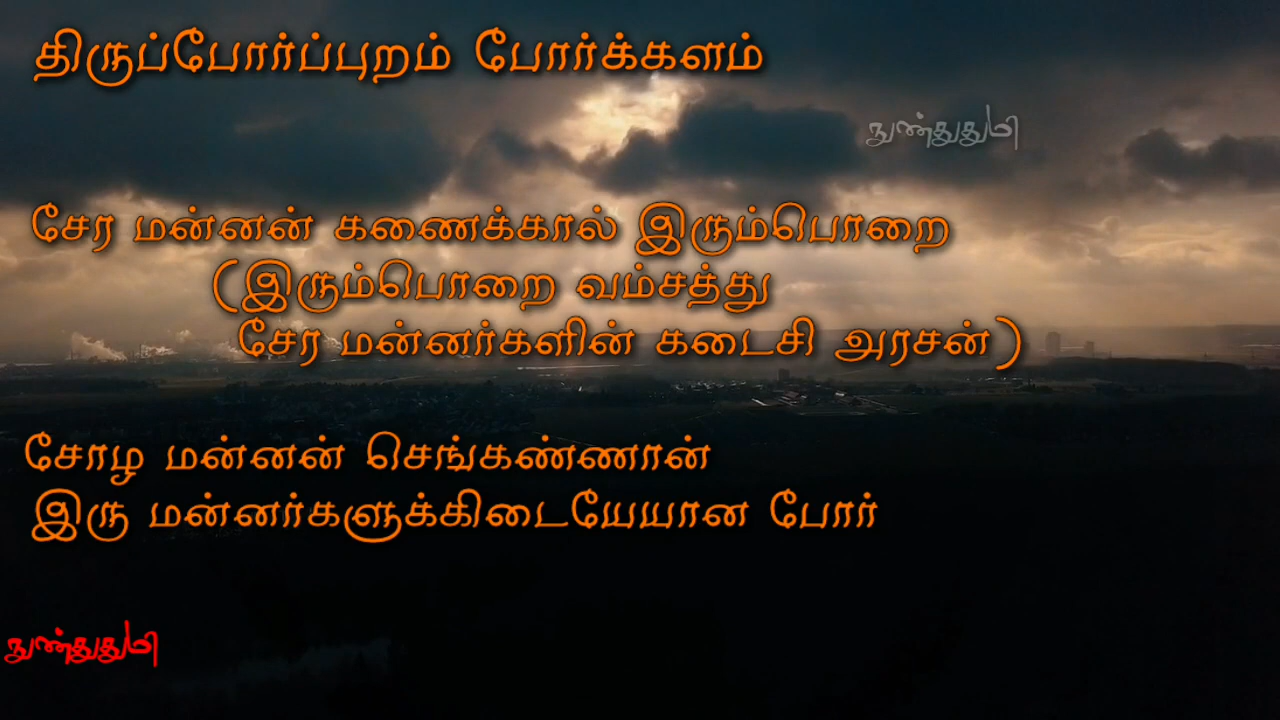 திருப்போர்ப்புறம் போர்க்களம்
நுண்துதுமி
சேர மன்னன் கணைக்கால் இரும்பொறை
(இரும்பொறை வம்சத்து
சேர மன்னர்களின் கடைசி அரசன்)
சோழ மன்னன் செங்கண்ணான்
இரு மன்னர்களுக்கிடையேயான போர்
நுண்துதுமி